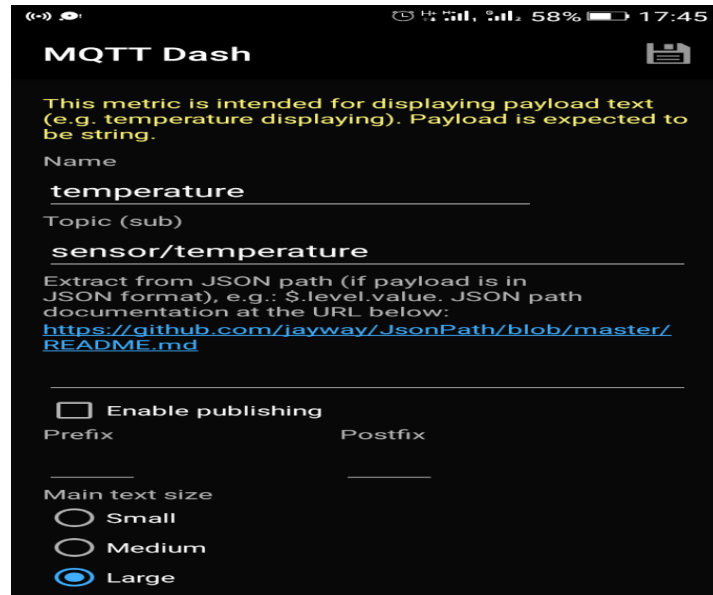 58% 17:45
MQTT Dash
This metric is intended for displaying payload text
(e.g. temperature displaying). Payload is expected to
be string.
Name
temperature
Topic (sub)
sensor/temperature
Extract from JSON path (if payload is in
JSON format), e.g.: $.level.value. JSON path
documentation at the URL below:
https://github.com/jayway/JsonPath/blob/master/
README.md
Enable publishing
Prefix Postfix
Main text size
Small
Medium
Large